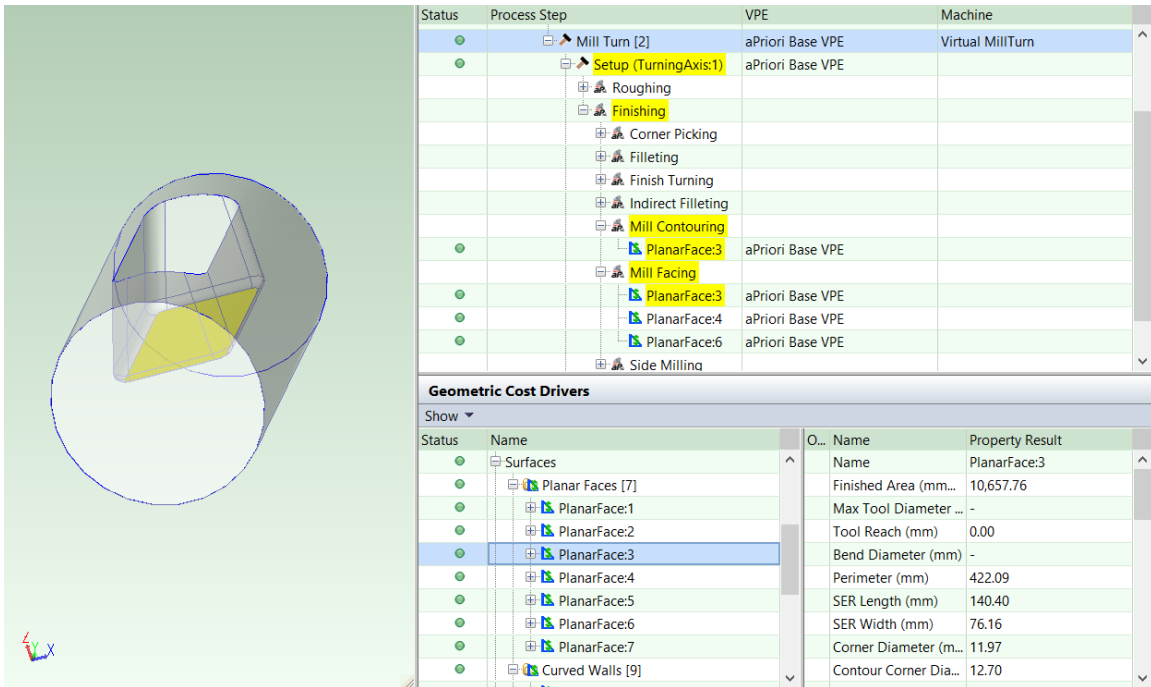 Status Process Step VPE Machine
Mill Turn [2] aPriori Base VPE Virtual MillTurn
Setup (TurningAxis:1) aPriori Base VPE
Roughing
Finishing
Corner Picking
Filleting
Finish Turning
Indirect Filleting
Mill Contouring
PlanarFace:3 aPriori Base VPE
Mill Facing
PlanarFace:3 aPriori Base VPE
PlanarFace:4 aPriori Base VPE
PlanarFace:6 aPriori Base VPE
Side Milling
Geometric Cost Drivers
Show
Status Name O... Name Property Result
Surfaces Name PlanarFace:3
Planar Faces [7] Finished Area (mm... 10,657.76
PlanarFace:1 Max Tool Diameter ... -
PlanarFace:2 Tool Reach (mm) 0.00
PlanarFace:3 Bend Diameter (mm) -
PlanarFace:4 Perimeter (mm) 422.09
PlanarFace:5 SER Length (mm) 140.40
PlanarFace:6 SER Width (mm) 76.16
PlanarFace:7 Corner Diameter (m... 11.97
Curved Walls [9] Contour Corner Dia... 12.70
Z Y X